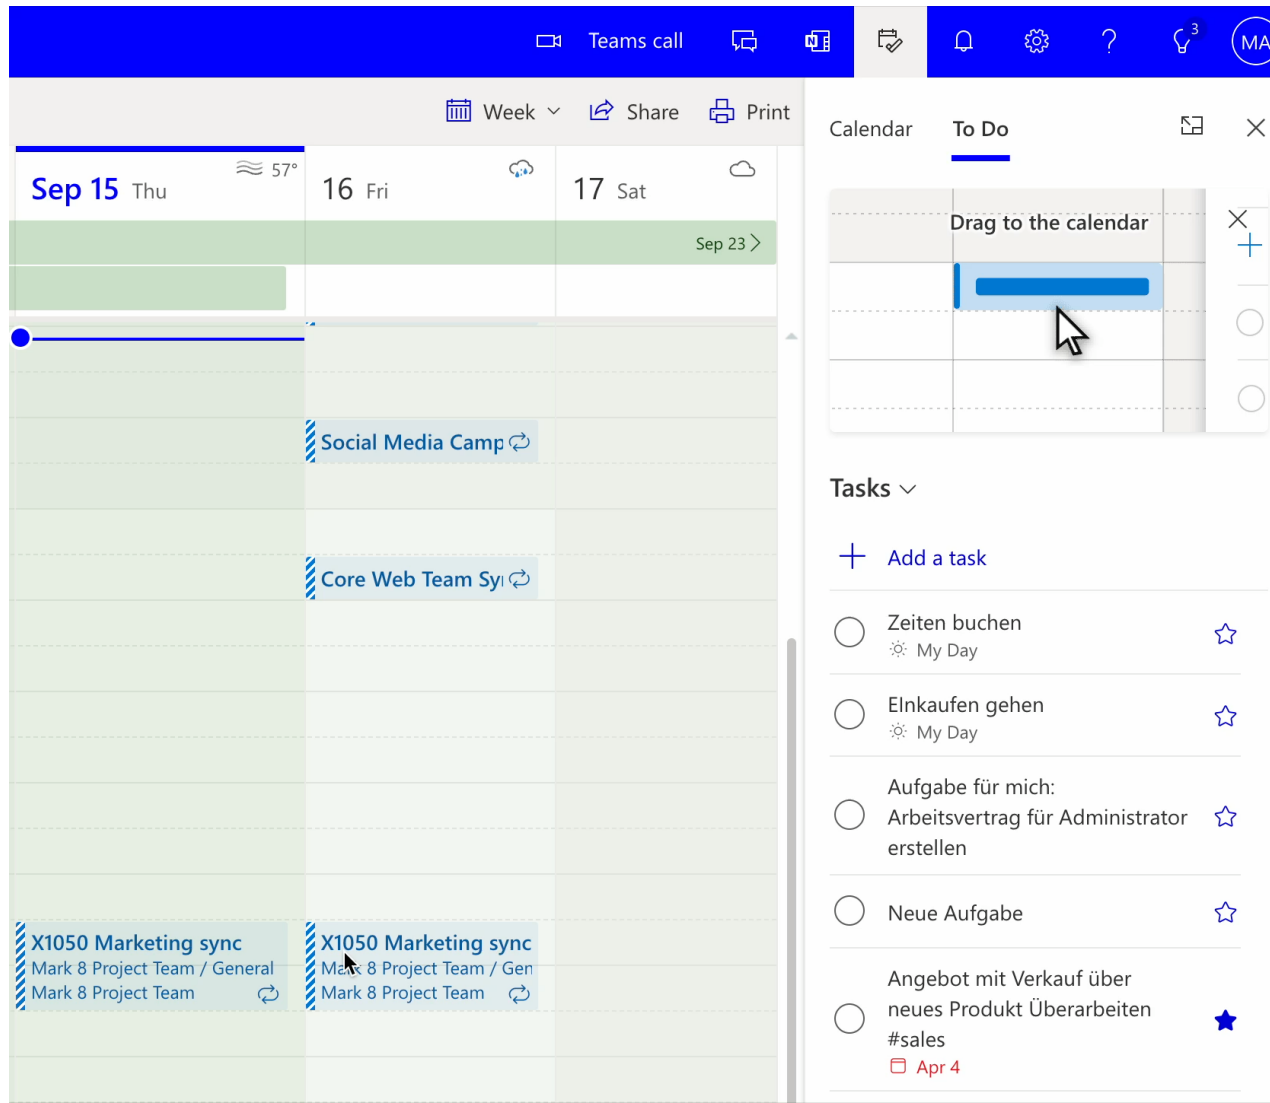 Teams call
3
MA
Week
Share
Print
Calendar
To Do
Sep 15 Thu
57°
16 Fri
17 Sat
Sep 23
Drag to the calendar
Social Media Camp
Core Web Team Sy
X1050 Marketing sync
Mark 8 Project Team / General
Mark 8 Project Team
X1050 Marketing sync
Mark 8 Project Team / Gen
Mark 8 Project Team
Tasks
Add a task
Zeiten buchen
My Day
EInkaufen gehen
My Day
Aufgabe für mich:
Arbeitsvertrag für Administrator
erstellen
Neue Aufgabe
Angebot mit Verkauf über
neues Produkt Überarbeiten
#sales
Apr 4